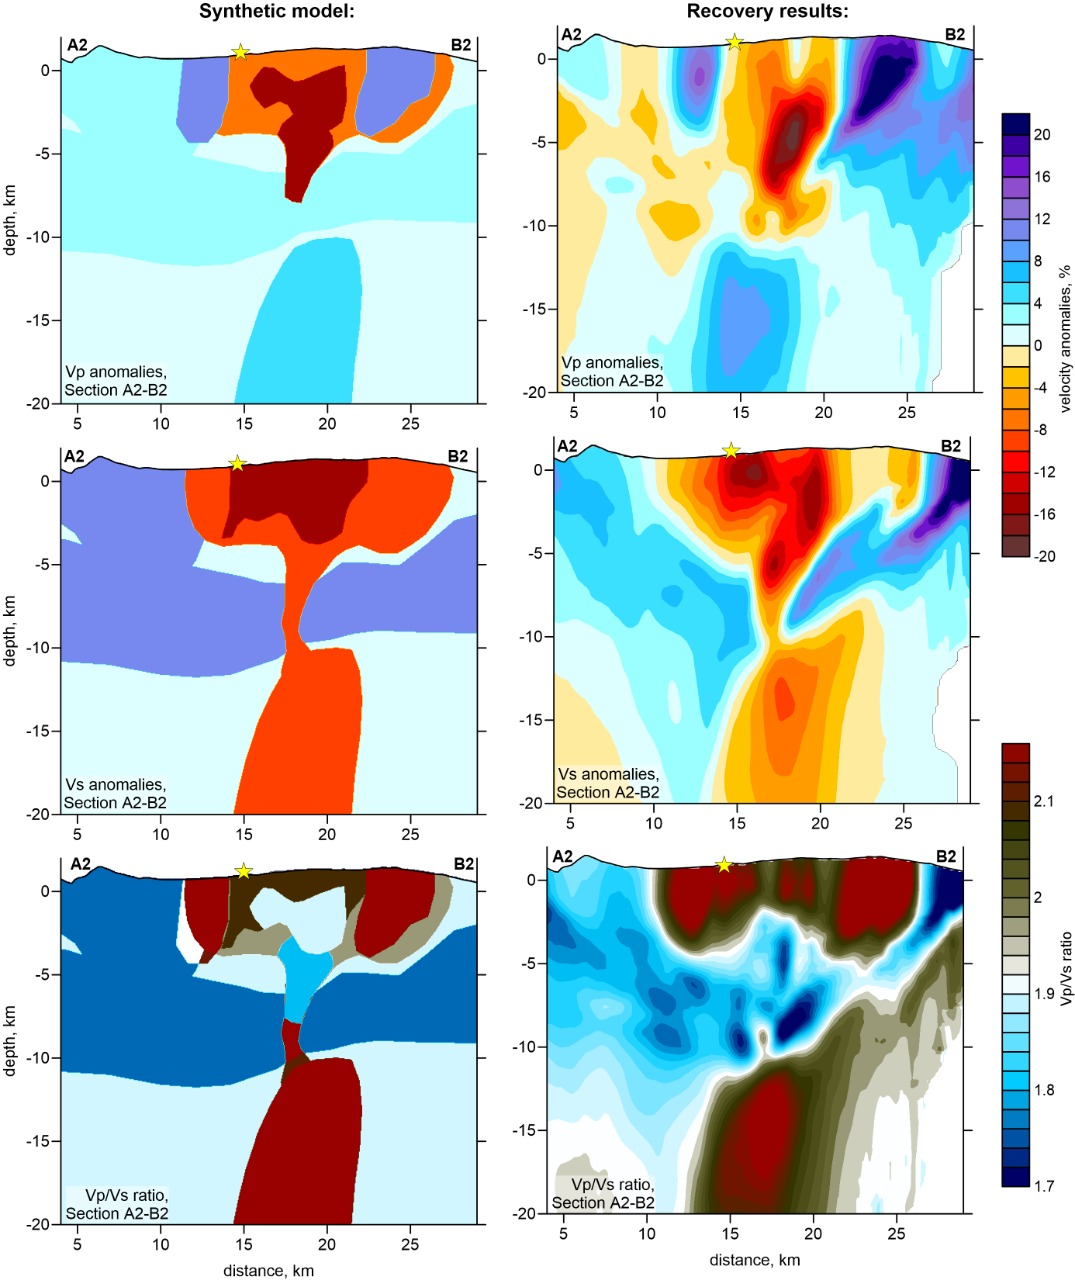 Synthetic model:
Recovery results:
A2
B2
0
-5
-10
-15
-20
depth, km
Vp anomalies,
Section A2-B2
5
10
15
20
25
A2
B2
0
-5
-10
-15
-20
Vp anomalies,
Section A2-B2
5
10
15
20
25
20
16
12
8
4
0
-4
-8
-12
-16
-20
velocity anomalies, %
A2
B2
0
-5
-10
-15
-20
depth, km
Vs anomalies,
Section A2-B2
5
10
15
20
25
A2
B2
0
-5
-10
-15
-20
Vs anomalies,
Section A2-B2
5
10
15
20
25
A2
B2
0
-5
-10
-15
-20
depth, km
Vp/Vs ratio,
Section A2-B2
5
10
15
20
25
distance, km
A2
B2
0
-5
-10
-15
-20
Vp/Vs ratio,
Section A2-B2
5
10
15
20
25
distance, km
2.1
2
1.9
1.8
1.7
Vp/Vs ratio